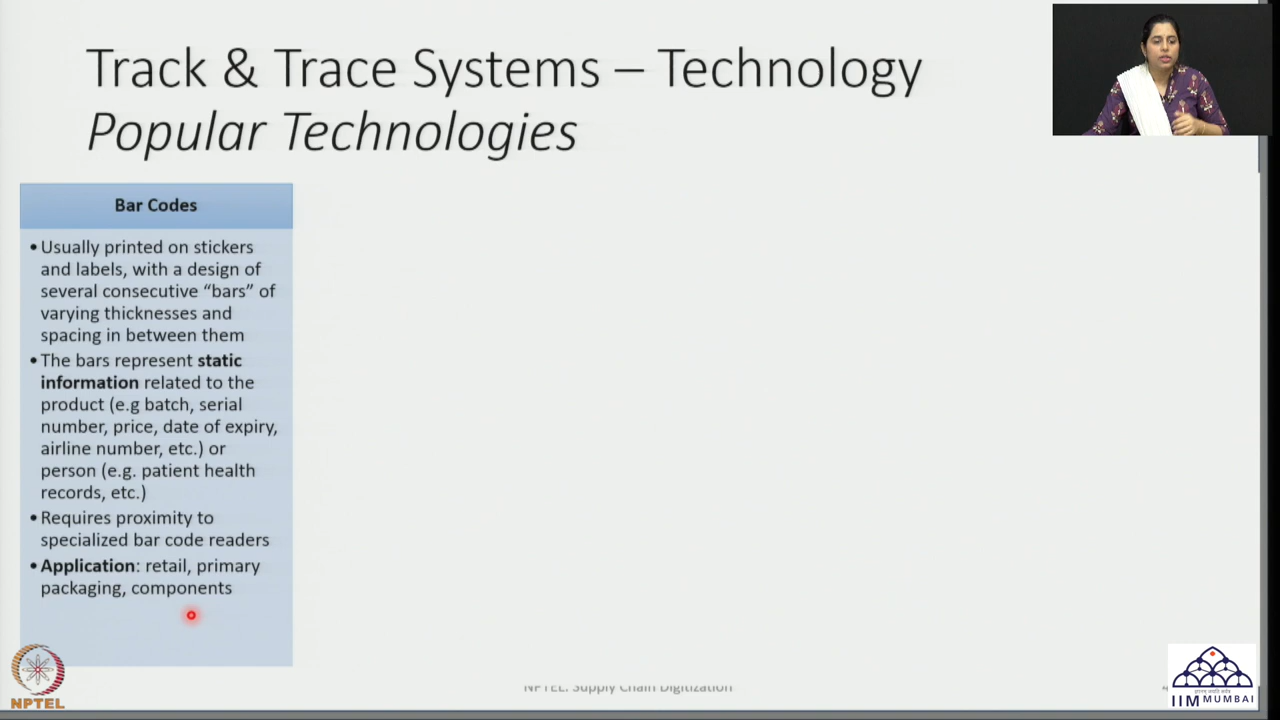 Track & Trace Systems – Technology
Popular Technologies
Bar Codes
• Usually printed on stickers
and labels, with a design of
several consecutive “bars” of
varying thicknesses and
spacing in between them
• The bars represent static
information related to the
product (e.g batch, serial
number, price, date of expiry,
airline number, etc.) or
person (e.g. patient health
records, etc.)
• Requires proximity to
specialized bar code readers
• Application: retail, primary
packaging, components
NPTEL: Supply Chain Digitization
NPTEL
IIM MUMBAI